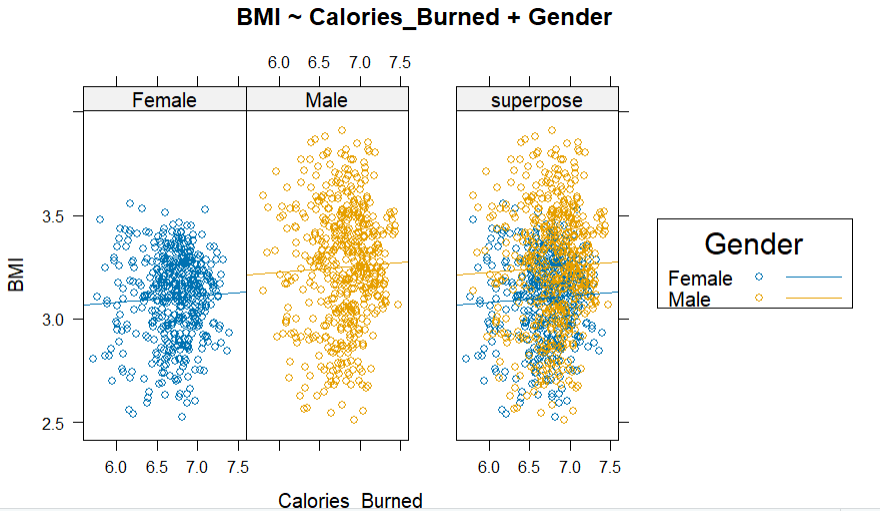 BMI ~ Calories_Burned + Gender
6.0 6.5 7.0 7.5
Female Male superpose
3.5
3.0
2.5
BMI
Gender
Female
Male
6.0 6.5 7.0 7.5 6.0 6.5 7.0 7.5
Calories_Burned